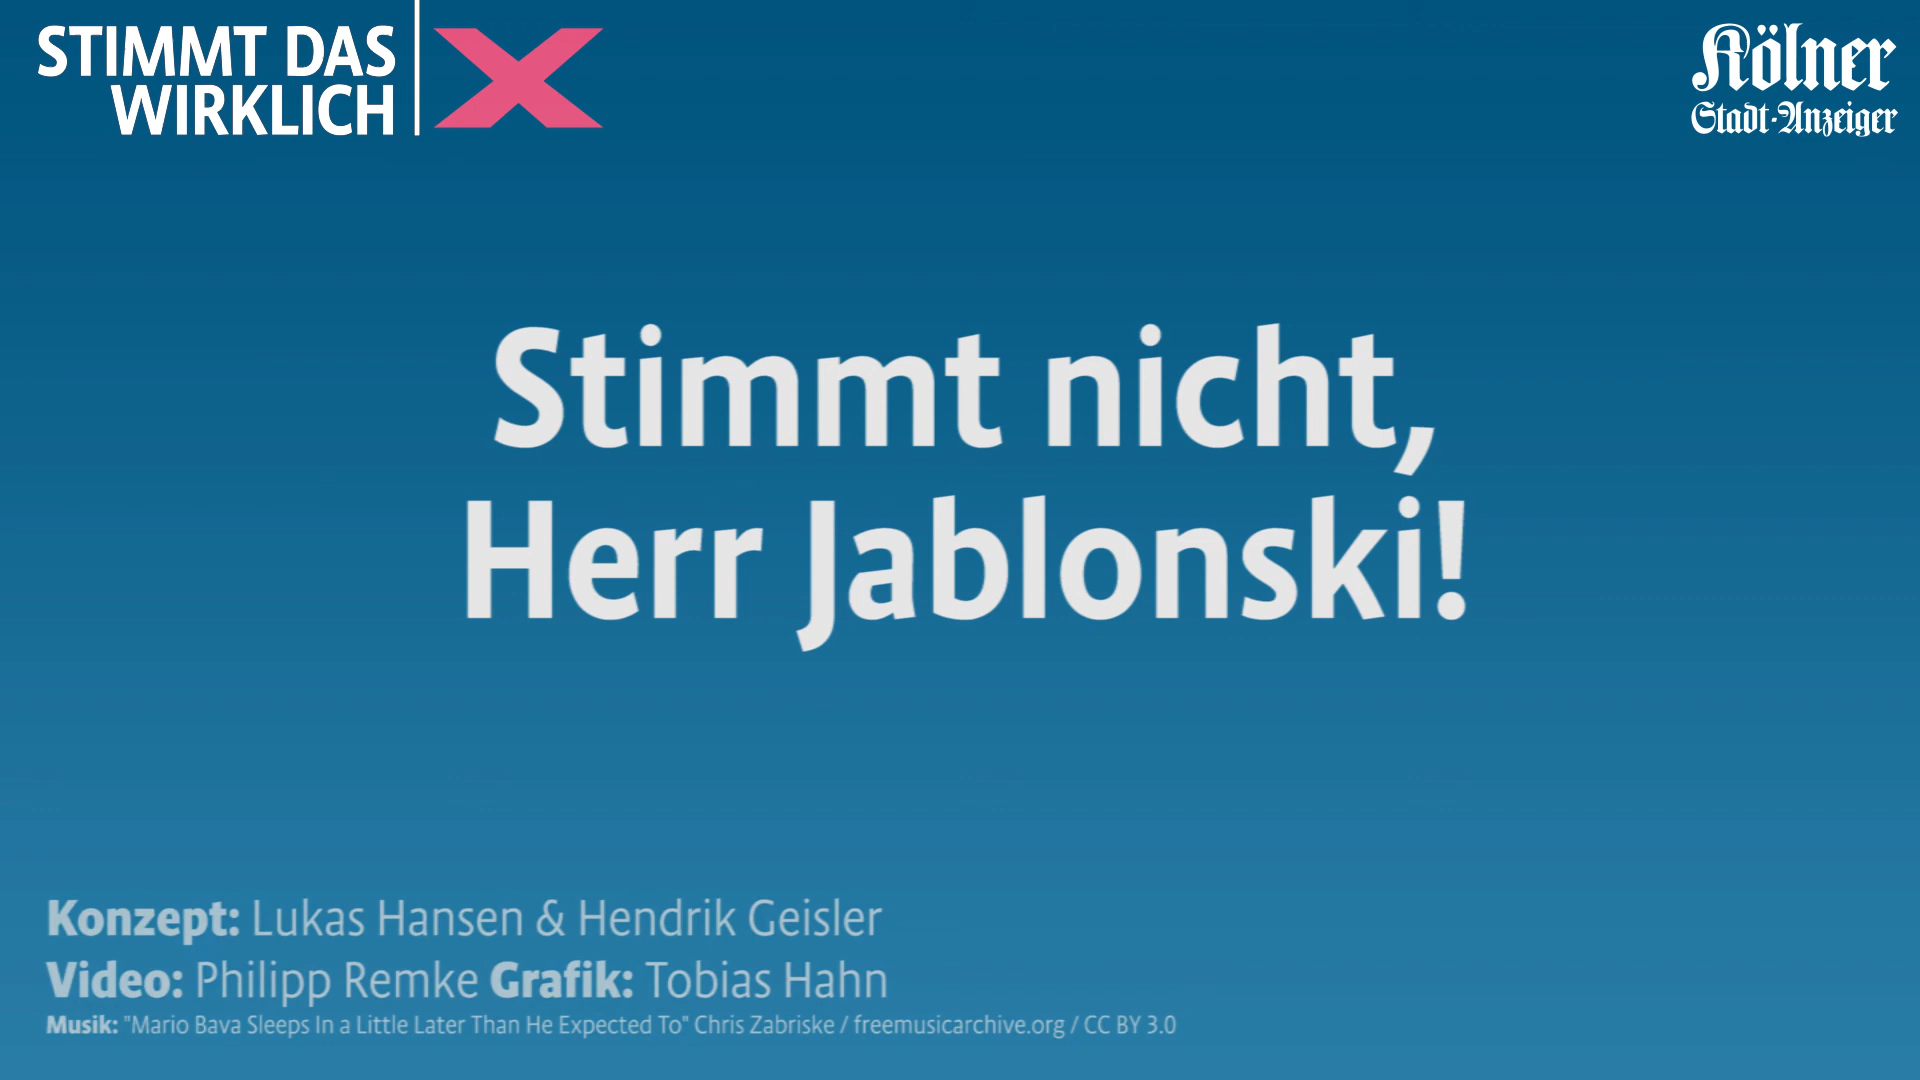 STIMMT DAS
WIRKLICH
Kölner
Stadt-Anzeiger
Stimmt nicht,
Herr Jablonski!
Konzept: Lukas Hansen & Hendrik Geisler
Video: Philipp Remke Grafik: Tobias Hahn
Musik: "Mario Bava Sleeps In a Little Later Than He Expected To" Chris Zabriske / freemusicarchive.org / CC BY 3.0